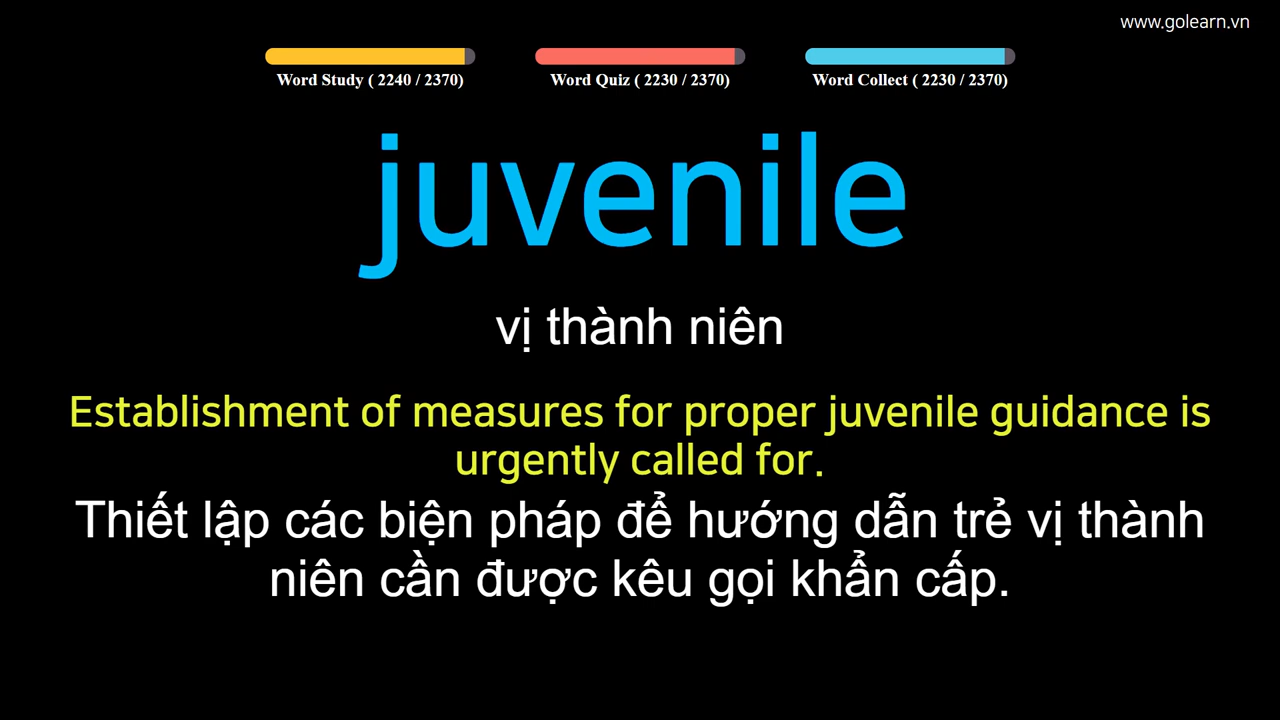 www.golearn.vn
Word Study ( 2240 / 2370)
Word Quiz ( 2230 / 2370)
Word Collect ( 2230 / 2370)
juvenile
vị thành niên
Establishment of measures for proper juvenile guidance is
urgently called for.
Thiết lập các biện pháp để hướng dẫn trẻ vị thành
niên cần được kêu gọi khẩn cấp.